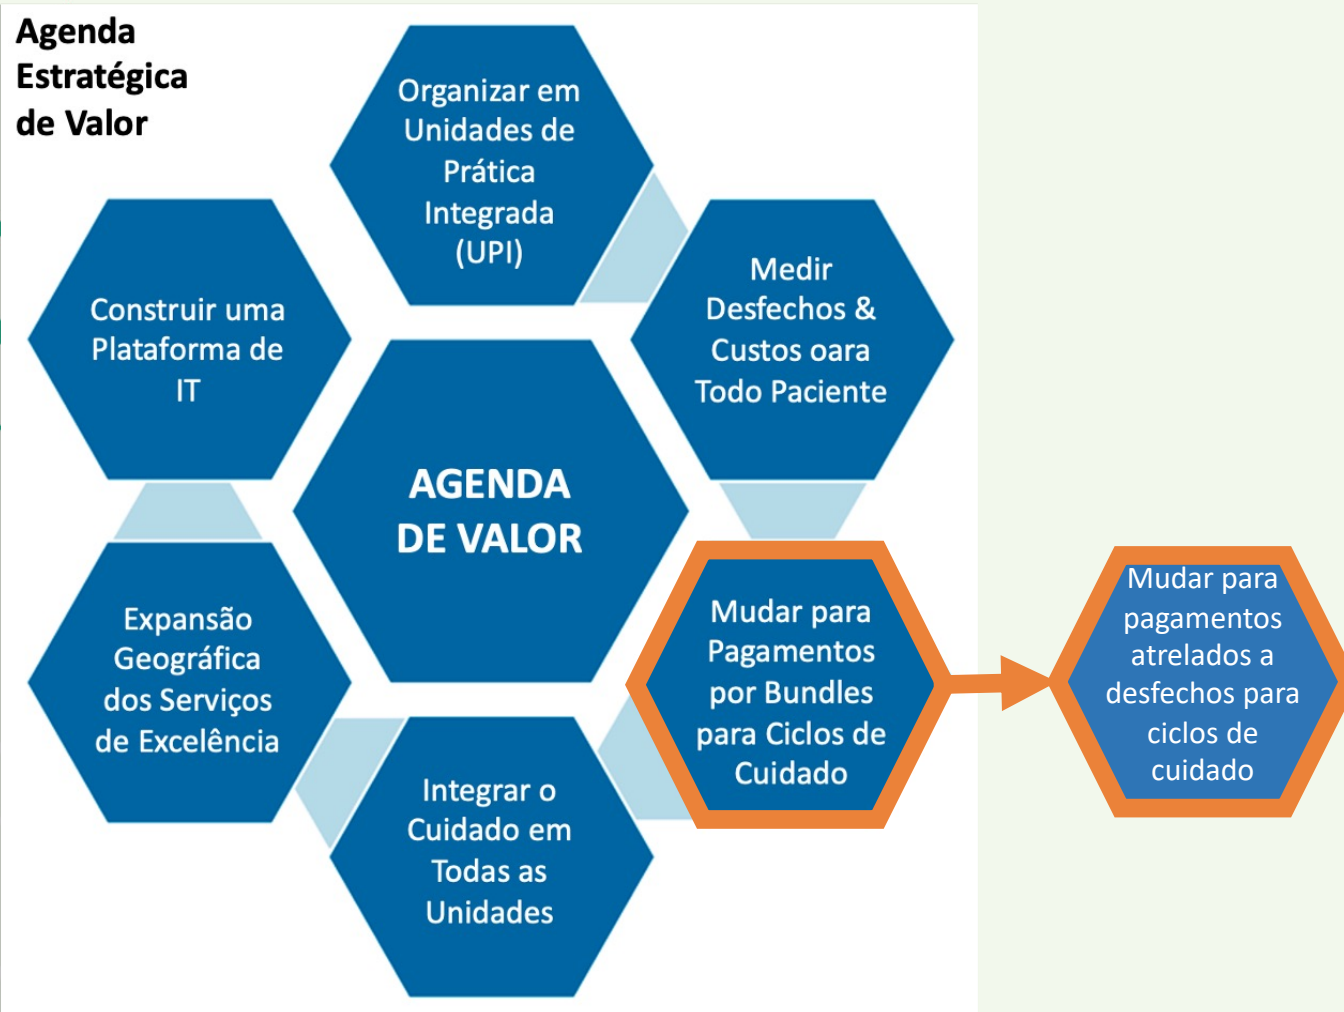 Agenda
Estratégica
de Valor
Organizar em
Unidades de
Prática
Integrada
(UPI)
Medir
Desfechos &
Custos oara
Todo Paciente
Construir uma
Plataforma de
IT
AGENDA
DE VALOR
Mudar para
Pagamentos
por Bundles
para Ciclos de
Cuidado
Mudar para
pagamentos
atrelados a
desfechos para
ciclos de
cuidado
Expansão
Geográfica
dos Serviços
de Excelência
Integrar o
Cuidado em
Todas as
Unidades